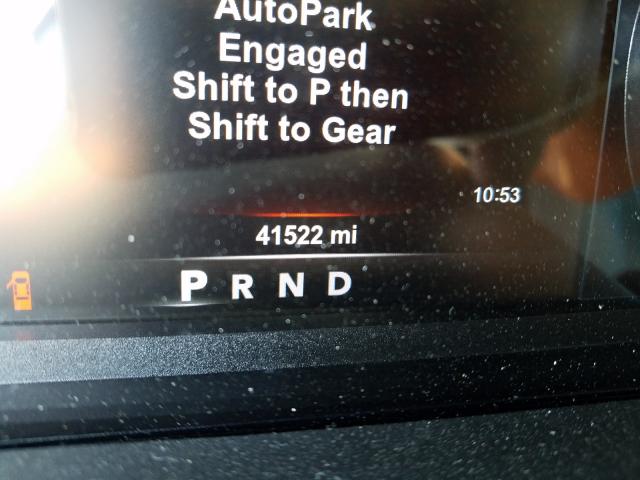 AutoPark
Engaged
Shift to P then
Shift to Gear
10:53
41522 mi
P R N D